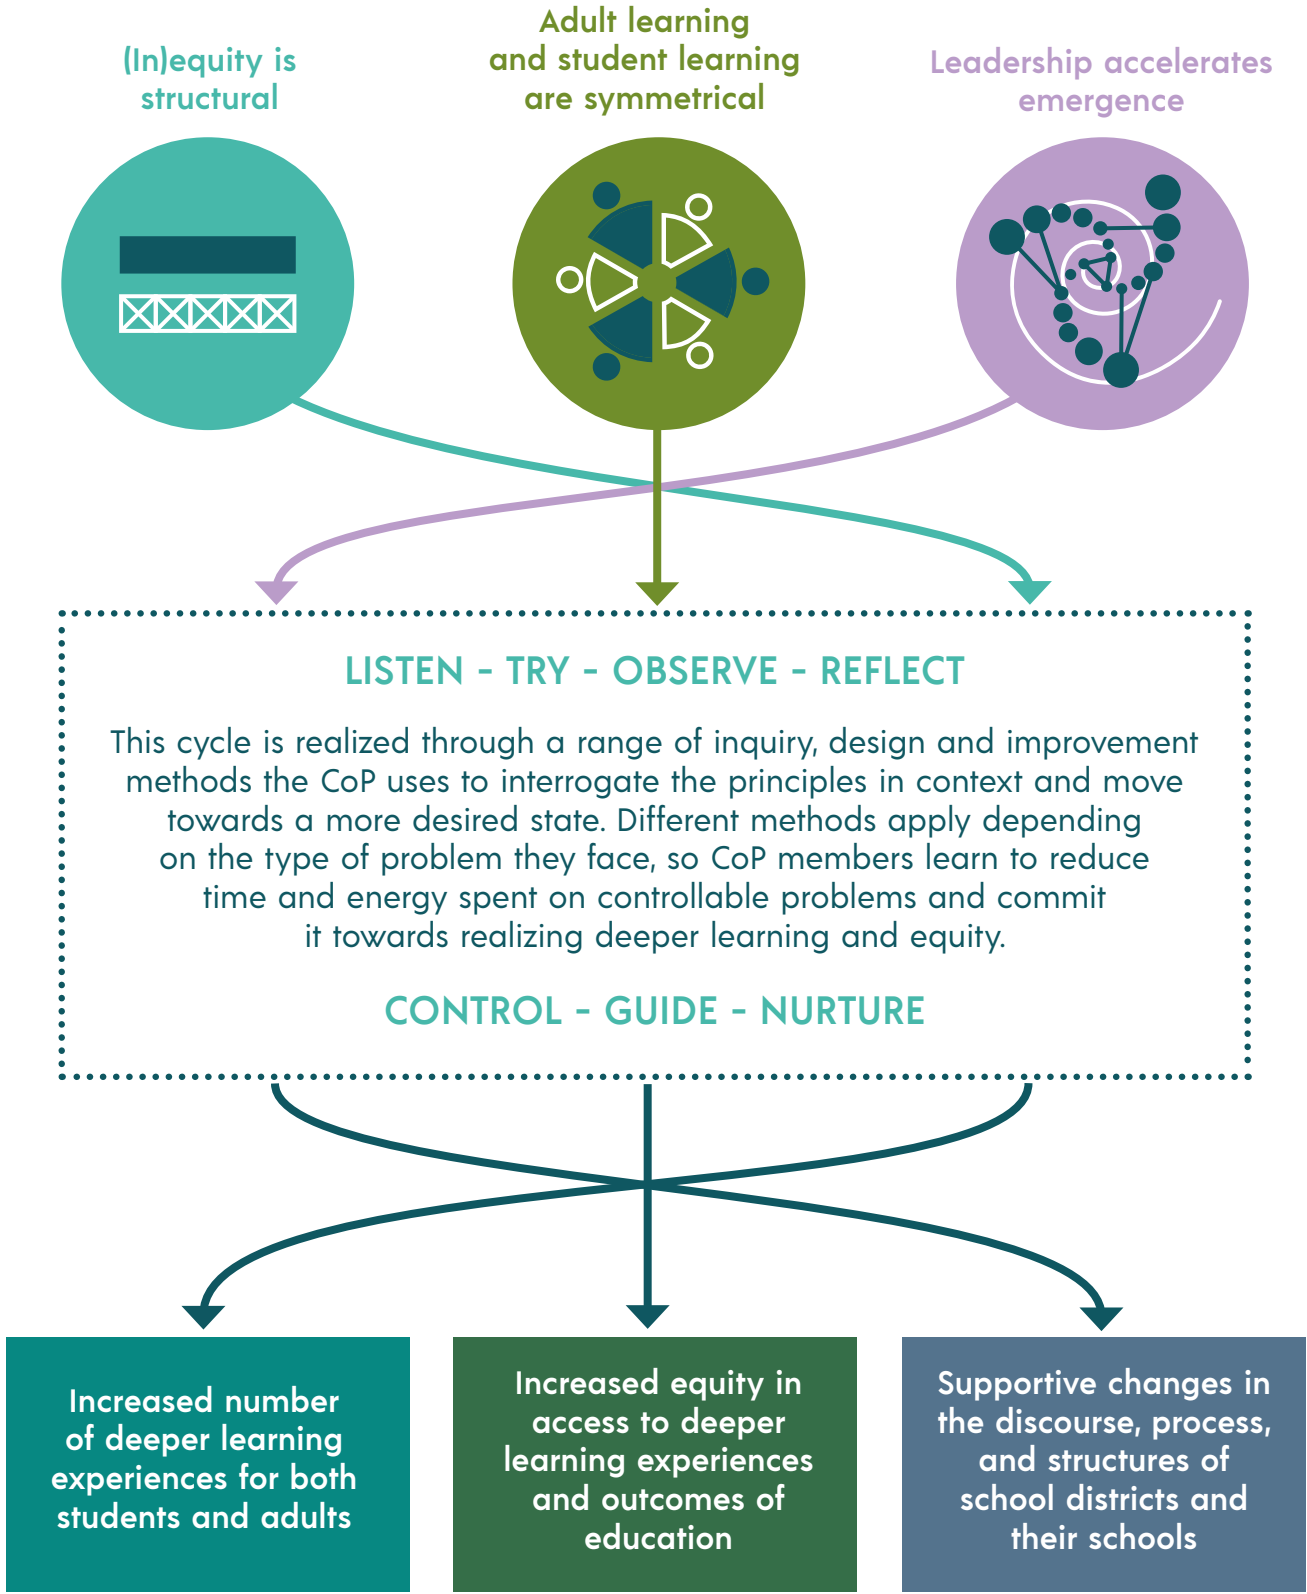 (In)equity is
structural
Adult learning
and student learning
are symmetrical
Leadership accelerates
emergence
LISTEN - TRY - OBSERVE - REFLECT
This cycle is realized through a range of inquiry, design and improvement
methods the CoP uses to interrogate the principles in context and move
towards a more desired state. Different methods apply depending
on the type of problem they face, so CoP members learn to reduce
time and energy spent on controllable problems and commit
it towards realizing deeper learning and equity.
CONTROL - GUIDE - NURTURE
Increased number
of deeper learning
experiences for both
students and adults
Increased equity in
access to deeper
learning experiences
and outcomes of
education
Supportive changes in
the discourse, process,
and structures of
school districts and
their schools